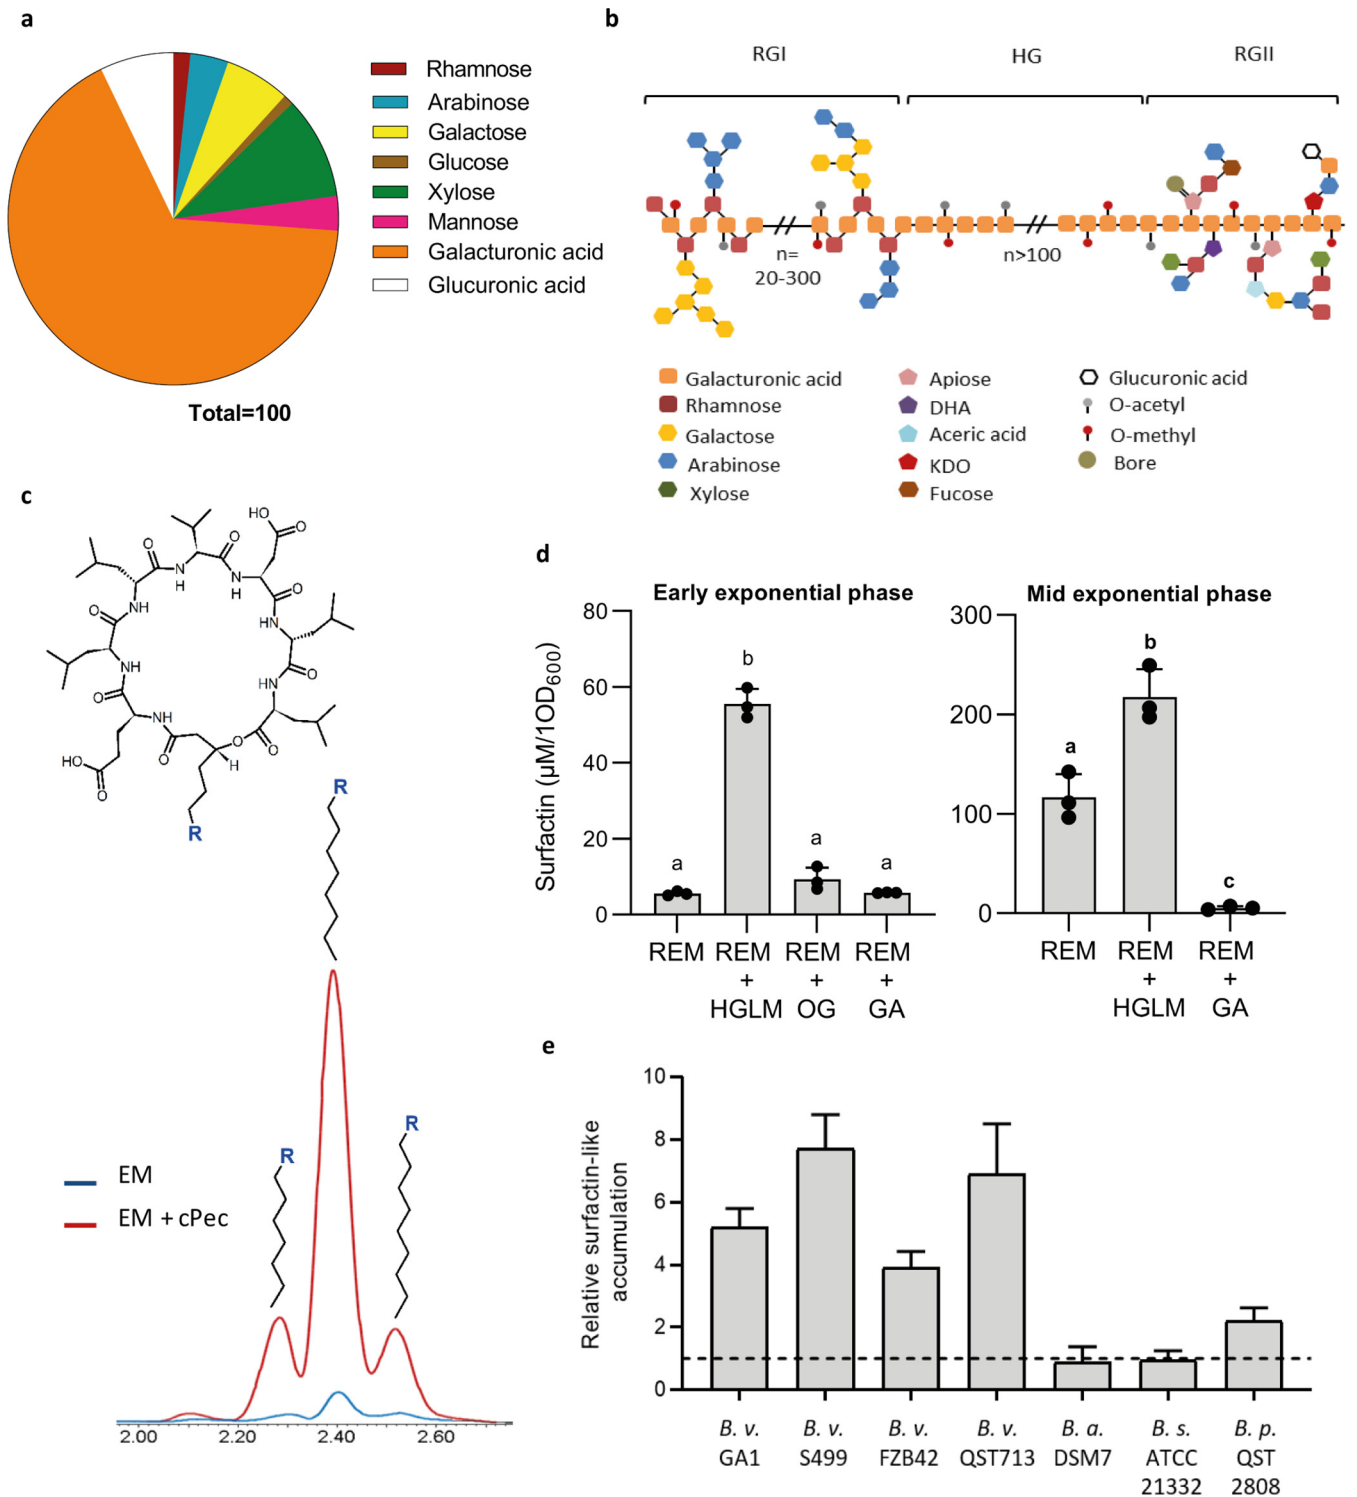 a
Rhamnose
Arabinose
Galactose
Glucose
Xylose
Mannose
Galacturonic acid
Glucuronic acid
Total=100
b
RGI
HG
RGII
n=
20-300
n>100
Galacturonic acid
Rhamnose
Galactose
Arabinose
Xylose
Apiose
DHA
Aceric acid
KDO
Fucose
Glucuronic acid
O-acetyl
O-methyl
Bore
c
HO
O
O
O
N
H
N
H
O
O
NH
HN
O
O
NH
HN
O
NH
O
O
O
H
HO
O
R
R
R
R
EM
EM + cPec
2.00 2.20 2.40 2.60
d
Early exponential phase
Surfactin (µM/1OD600)
80
60
40
20
0
a
b
a
a
REM
REM + HGLM
REM + OG
REM + GA
Mid exponential phase
300
200
100
0
a
b
c
REM
REM + HGLM
REM + GA
e
Relative surfactin-like
accumulation
10
8
6
4
2
0
B. v. GA1
B. v. S499
B. v. FZB42
B. v. QST713
B. a. DSM7
B. s. ATCC 21332
B. p. QST 2808